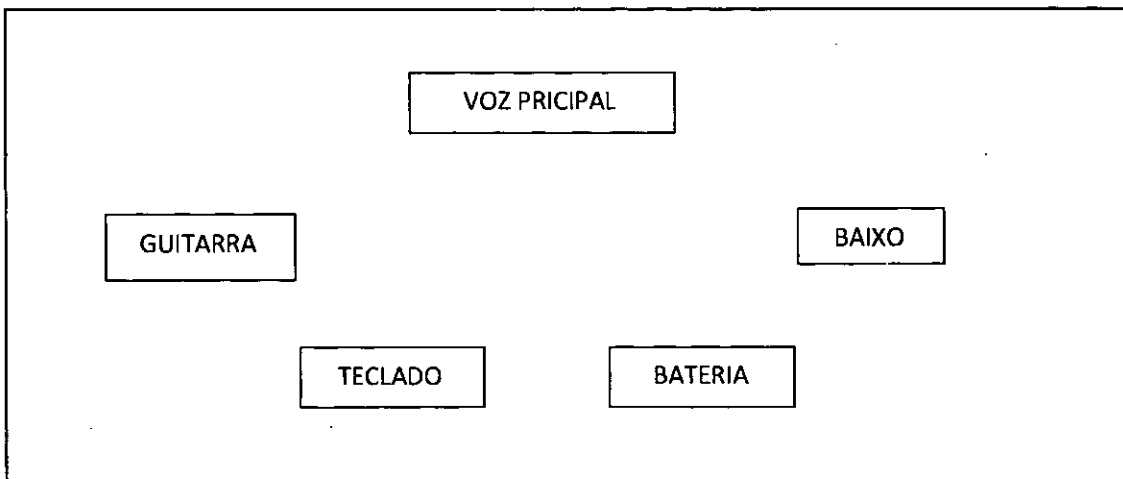 VOZ PRICIPAL
GUITARRA
BAIXO
TECLADO
BATERIA